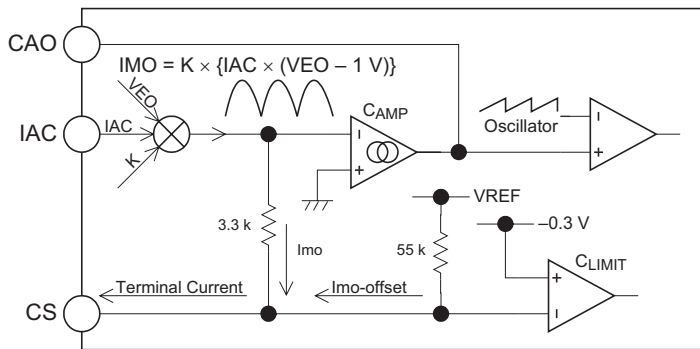 CAO
IMO = K × {IAC × (VEO – 1 V)}
VEO
IAC
IAC
K
CAMP
Oscillator
VREF
–0.3 V
3.3 k
Imo
55 k
CLIMIT
Terminal Current
Imo-offset
CS